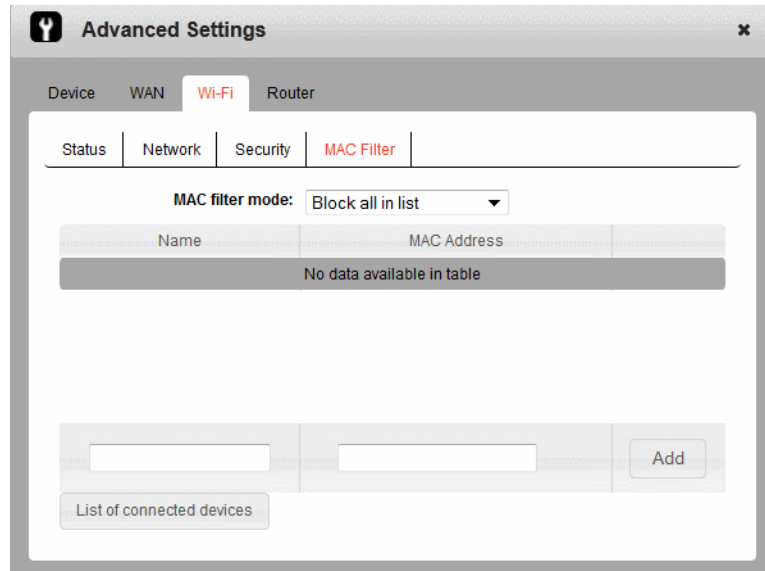 Advanced Settings
Device WAN Wi-Fi Router
Status Network Security MAC Filter
MAC filter mode: Block all in list
Name MAC Address
No data available in table
Add
List of connected devices